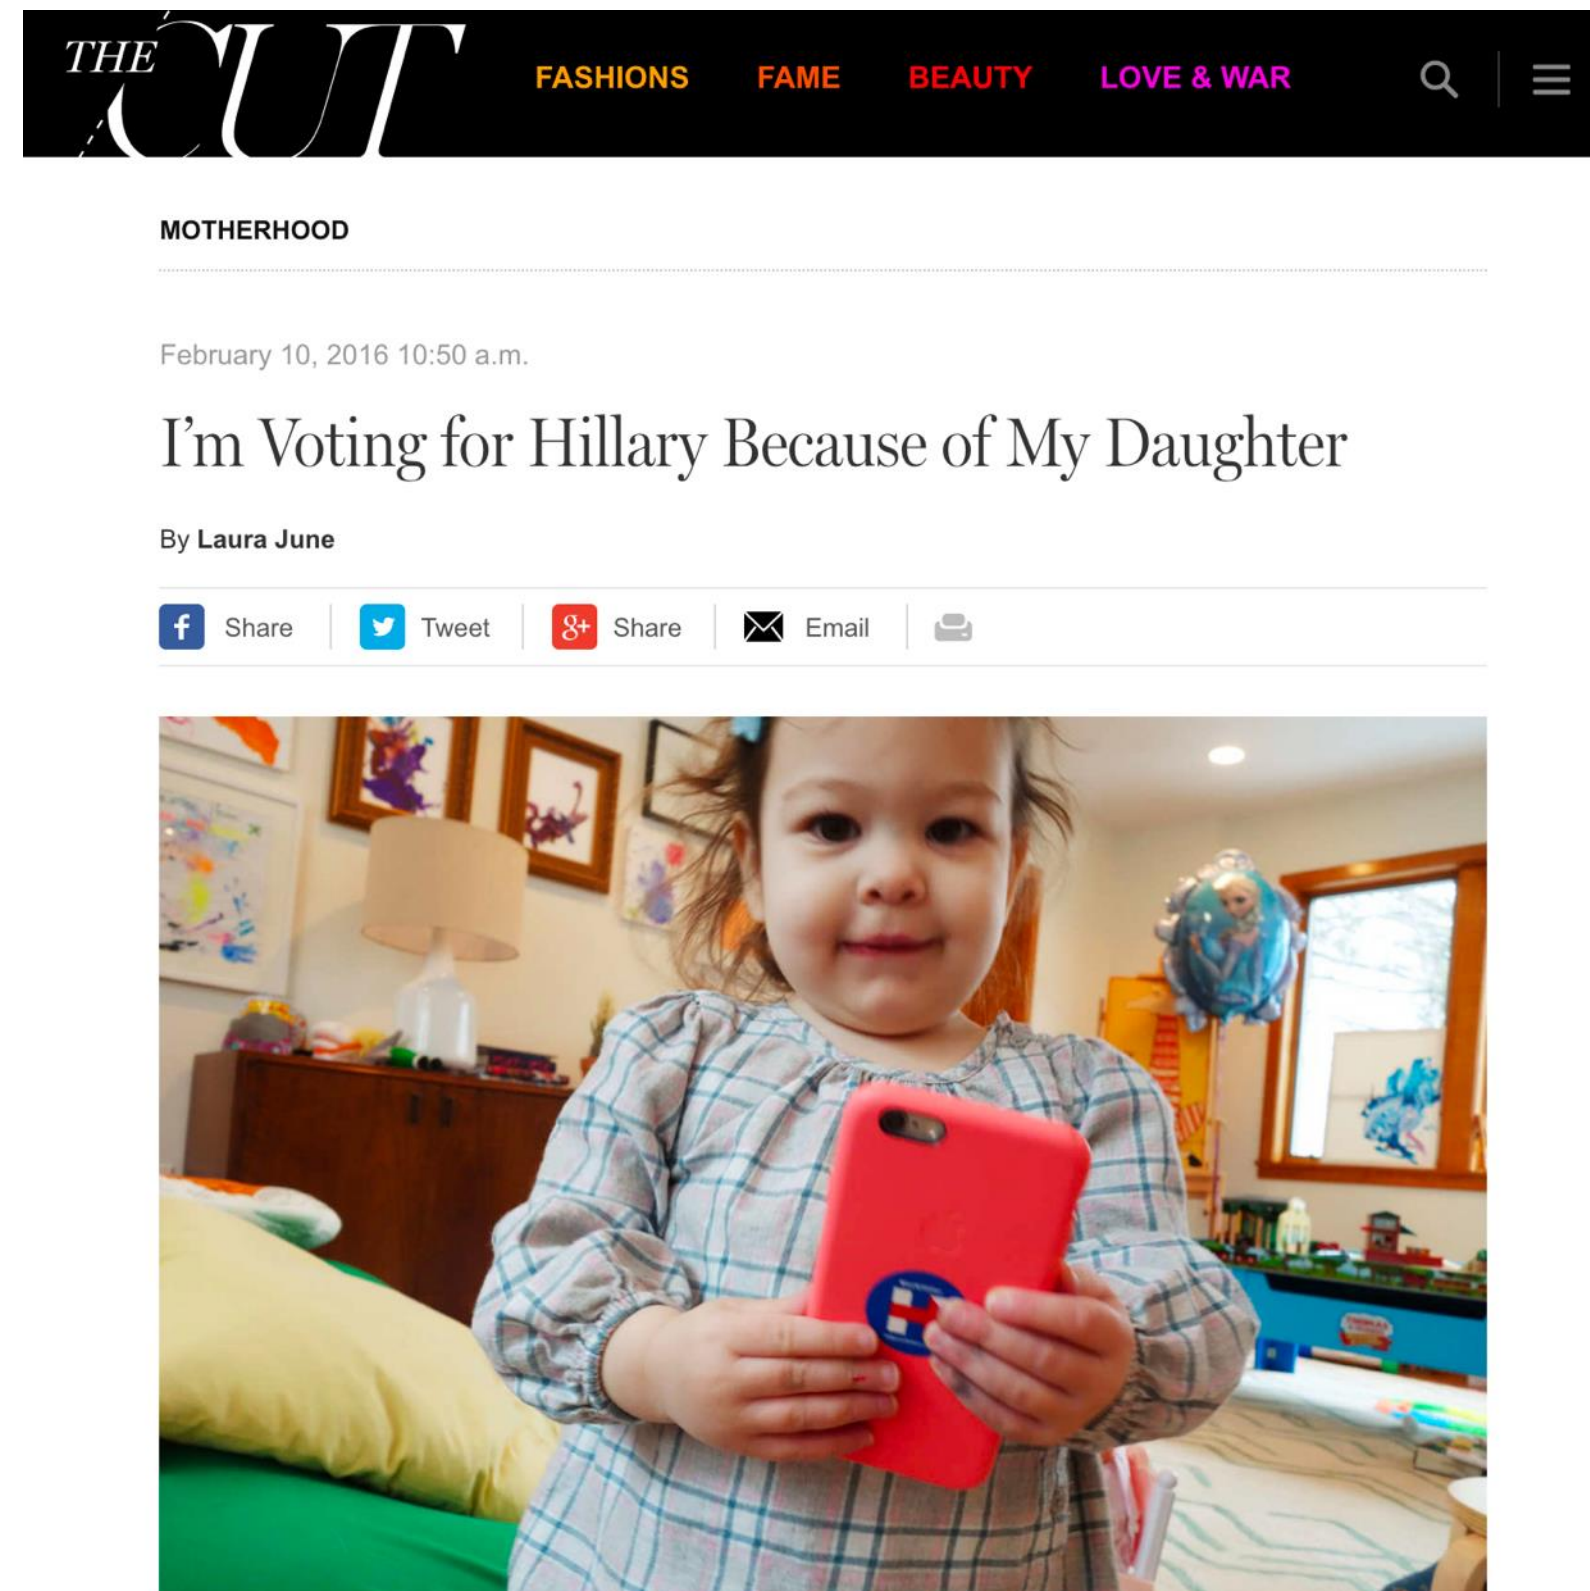 THE CUT
FASHIONS FAME BEAUTY LOVE & WAR
MOTHERHOOD
February 10, 2016 10:50 a.m.
I'm Voting for Hillary Because of My Daughter
By Laura June
f Share Tweet g+ Share Email
H
THOMAS